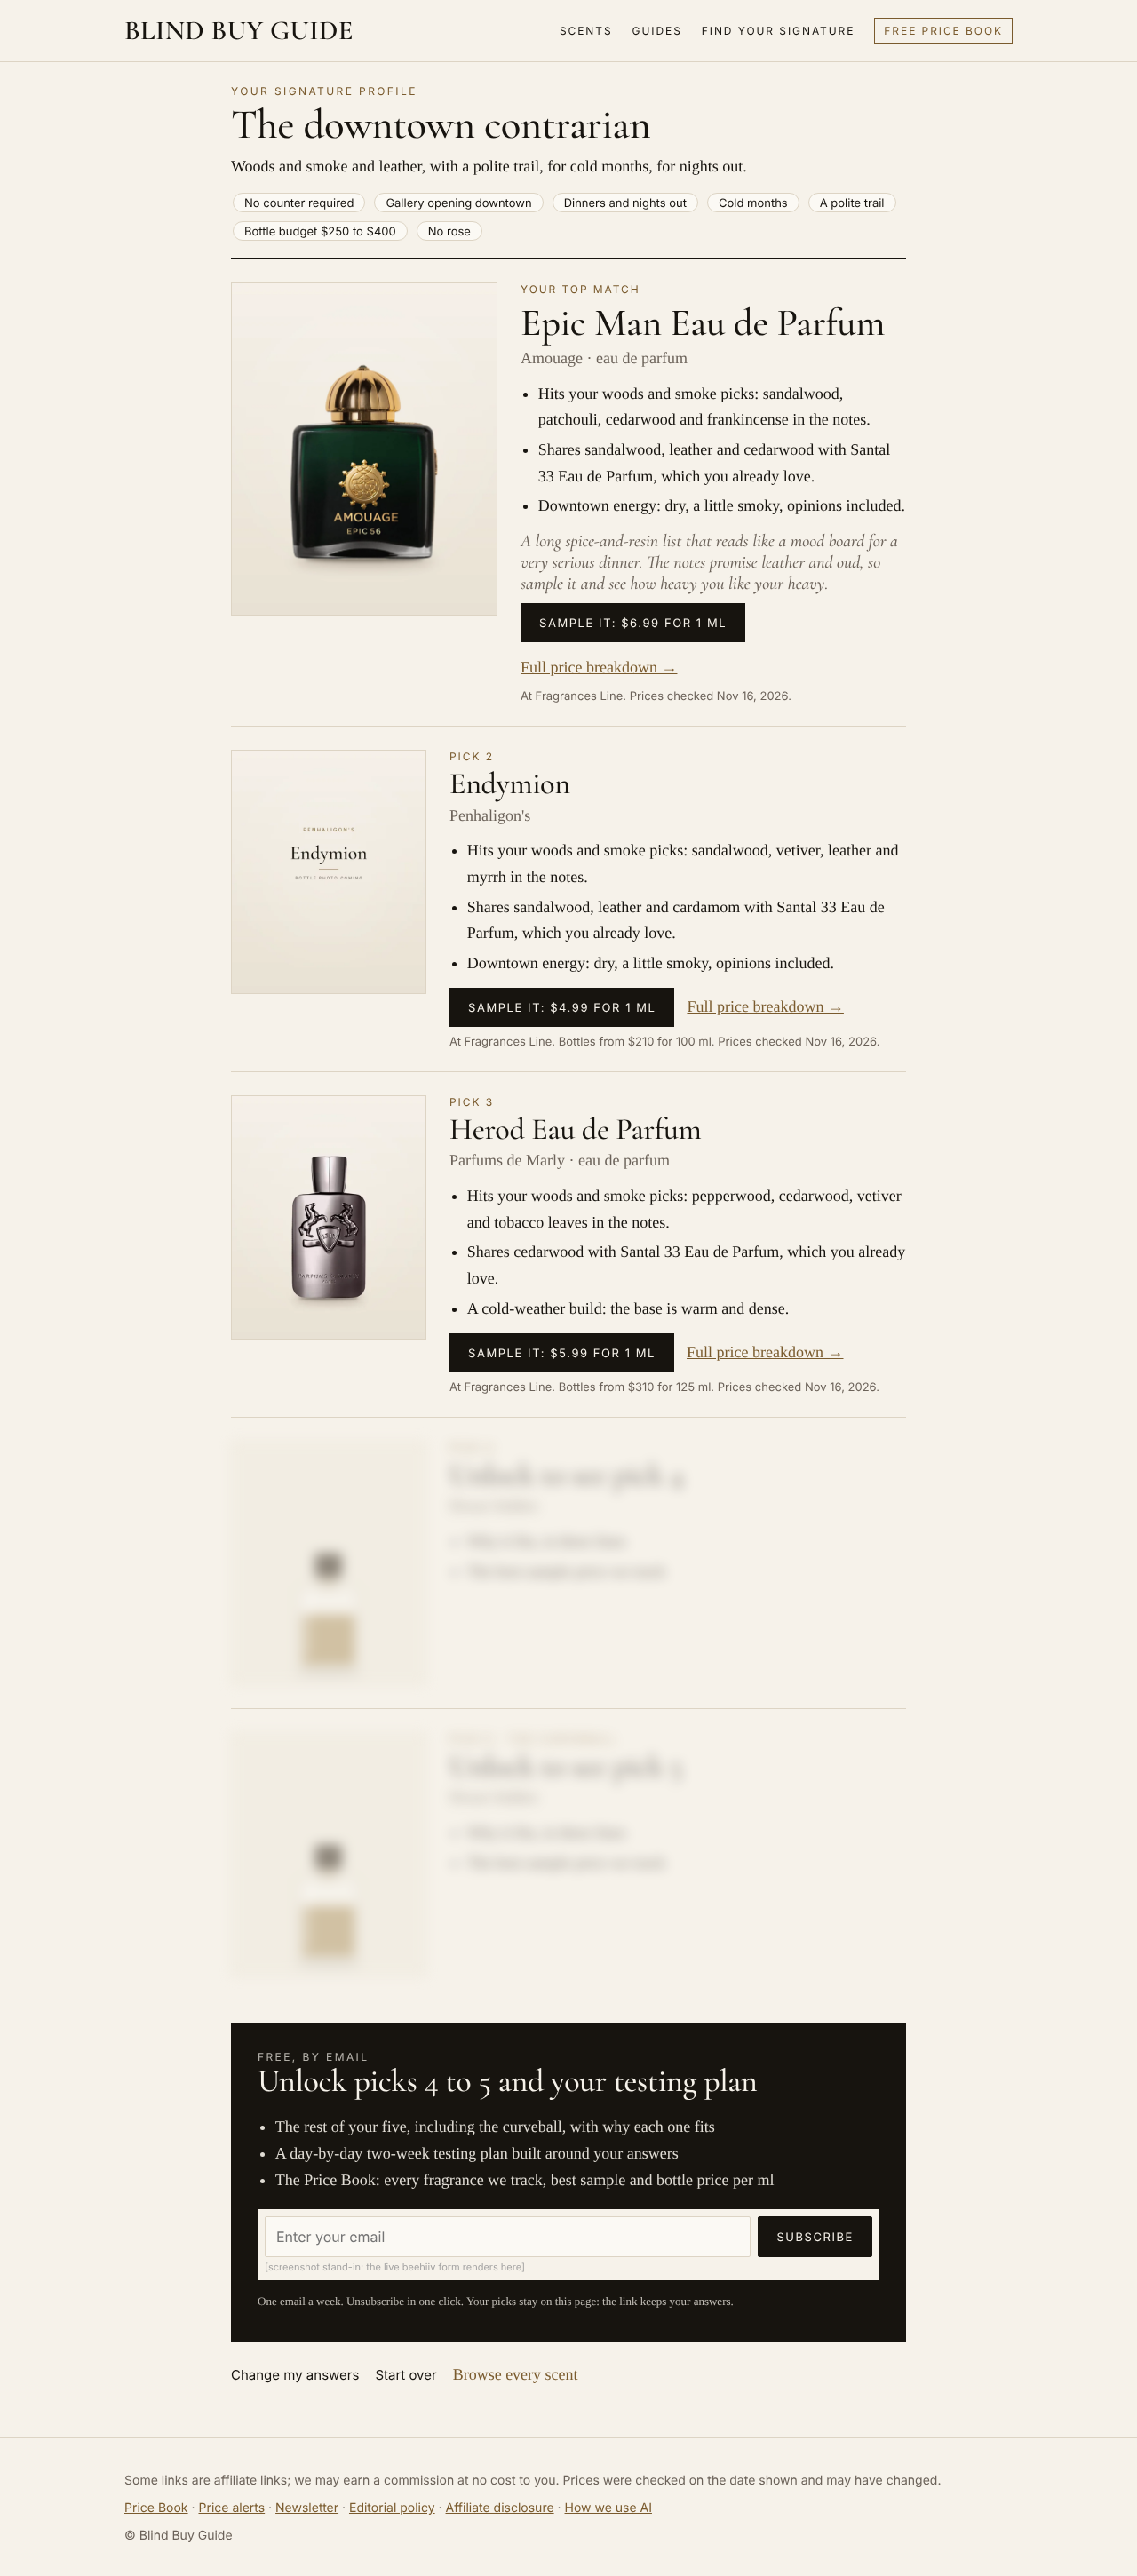 BLIND BUY GUIDE
SCENTS GUIDES FIND YOUR SIGNATURE FREE PRICE BOOK
YOUR SIGNATURE PROFILE
The downtown contrarian
Woods and smoke and leather, with a polite trail, for cold months, for nights out.
No counter required Gallery opening downtown Dinners and nights out Cold months A polite trail
Bottle budget $250 to $400 No rose
AMOUAGE
EPIC 56
YOUR TOP MATCH
Epic Man Eau de Parfum
Amouage · eau de parfum
• Hits your woods and smoke picks: sandalwood,
patchouli, cedarwood and frankincense in the notes.
• Shares sandalwood, leather and cedarwood with Santal
33 Eau de Parfum, which you already love.
• Downtown energy: dry, a little smoky, opinions included.
A long spice-and-resin list that reads like a mood board for a
very serious dinner. The notes promise leather and oud, so
sample it and see how heavy you like your heavy.
SAMPLE IT: $6.99 FOR 1 ML
Full price breakdown →
At Fragrances Line. Prices checked Nov 16, 2026.
PENHALIGON'S
Endymion
BOTTLE PHOTO COMING
PICK 2
Endymion
Penhaligon's
• Hits your woods and smoke picks: sandalwood, vetiver, leather and
myrrh in the notes.
• Shares sandalwood, leather and cardamom with Santal 33 Eau de
Parfum, which you already love.
• Downtown energy: dry, a little smoky, opinions included.
SAMPLE IT: $4.99 FOR 1 ML Full price breakdown →
At Fragrances Line. Bottles from $210 for 100 ml. Prices checked Nov 16, 2026.
PICK 3
Herod Eau de Parfum
Parfums de Marly · eau de parfum
• Hits your woods and smoke picks: pepperwood, cedarwood, vetiver
and tobacco leaves in the notes.
• Shares cedarwood with Santal 33 Eau de Parfum, which you already
love.
• A cold-weather build: the base is warm and dense.
SAMPLE IT: $5.99 FOR 1 ML Full price breakdown →
At Fragrances Line. Bottles from $310 for 125 ml. Prices checked Nov 16, 2026.
Unlock to see pick 4
Unlock to see pick 5
FREE, BY EMAIL
Unlock picks 4 to 5 and your testing plan
• The rest of your five, including the curveball, with why each one fits
• A day-by-day two-week testing plan built around your answers
• The Price Book: every fragrance we track, best sample and bottle price per ml
Enter your email SUBSCRIBE
[screenshot stand-in: the live beehiiv form renders here]
One email a week. Unsubscribe in one click. Your picks stay on this page: the link keeps your answers.
Change my answers Start over Browse every scent
Some links are affiliate links; we may earn a commission at no cost to you. Prices were checked on the date shown and may have changed.
Price Book · Price alerts · Newsletter · Editorial policy · Affiliate disclosure · How we use AI
© Blind Buy Guide